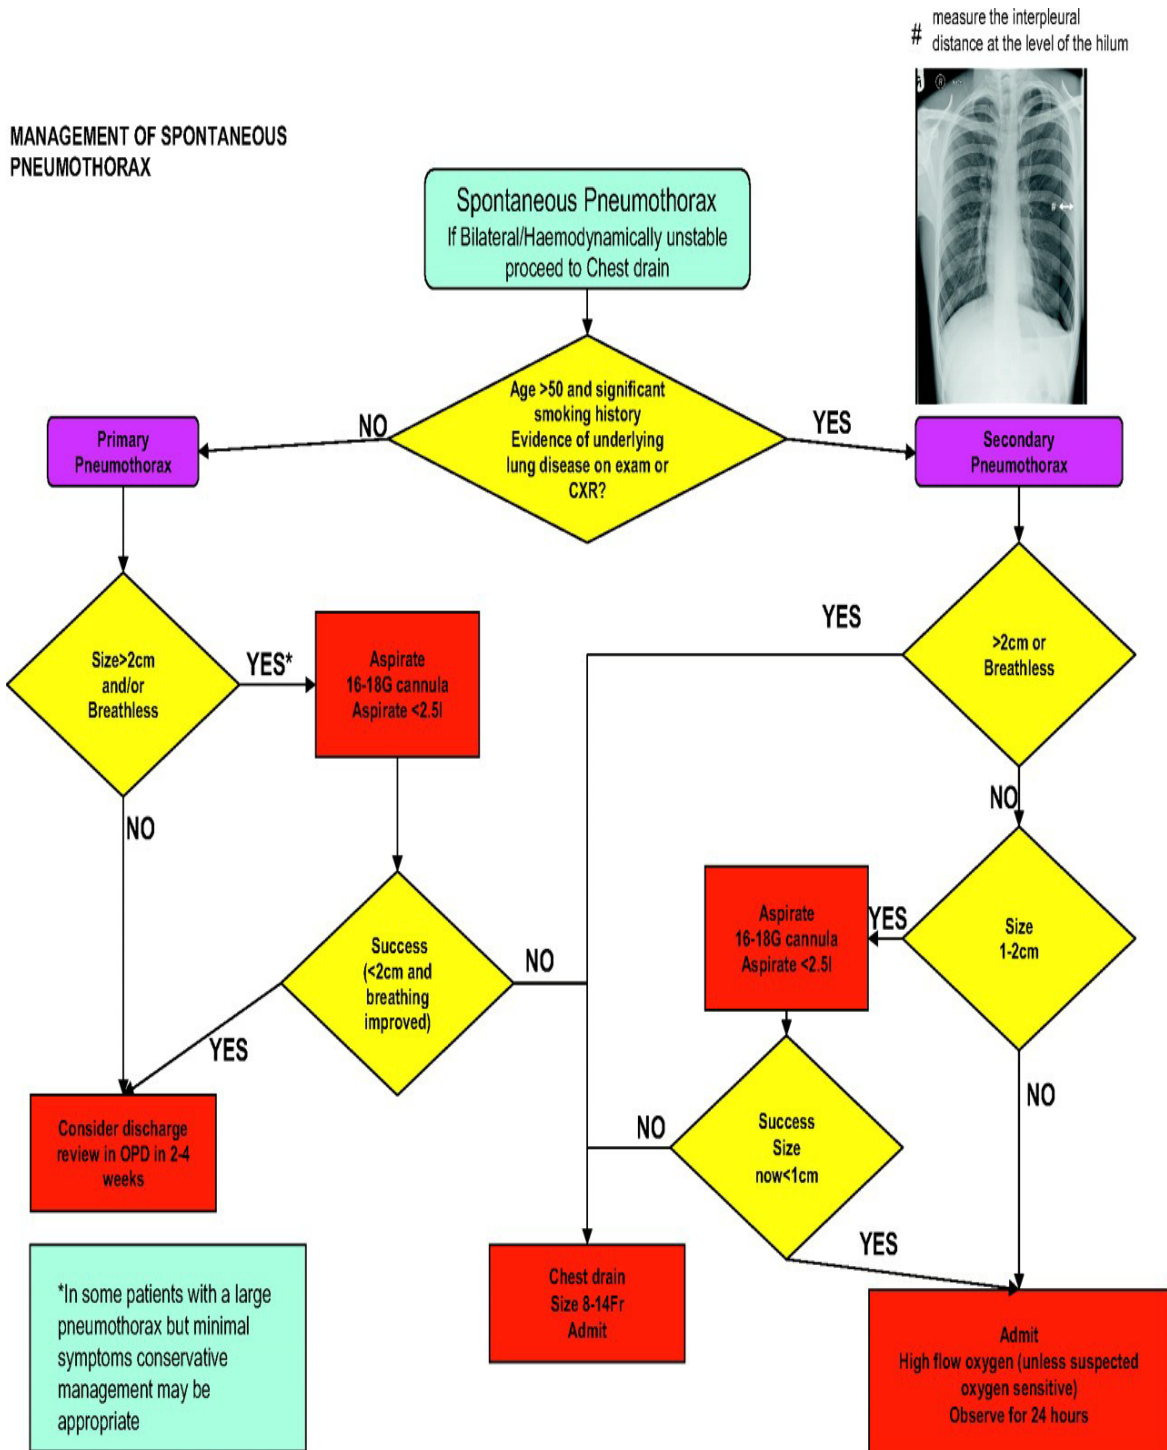 # measure the interpleural
distance at the level of the hilum
MANAGEMENT OF SPONTANEOUS
PNEUMOTHORAX
Spontaneous Pneumothorax
If Bilateral/Haemodynamically unstable
proceed to Chest drain
Age >50 and significant
smoking history
Evidence of underlying
lung disease on exam or
CXR?
NO
YES
Primary
Pneumothorax
Secondary
Pneumothorax
R
#
Size>2cm
and/or
Breathless
YES*
Aspirate
16-18G cannula
Aspirate <2.5l
YES
>2cm or
Breathless
NO
NO
Success
(<2cm and
breathing
improved)
NO
YES
Aspirate
16-18G cannula
Aspirate <2.5l
YES
Size
1-2cm
NO
Consider discharge
review in OPD in 2-4
weeks
NO
Success
Size
now<1cm
YES
*In some patients with a large
pneumothorax but minimal
symptoms conservative
management may be
appropriate
Chest drain
Size 8-14Fr
Admit
Admit
High flow oxygen (unless suspected
oxygen sensitive)
Observe for 24 hours